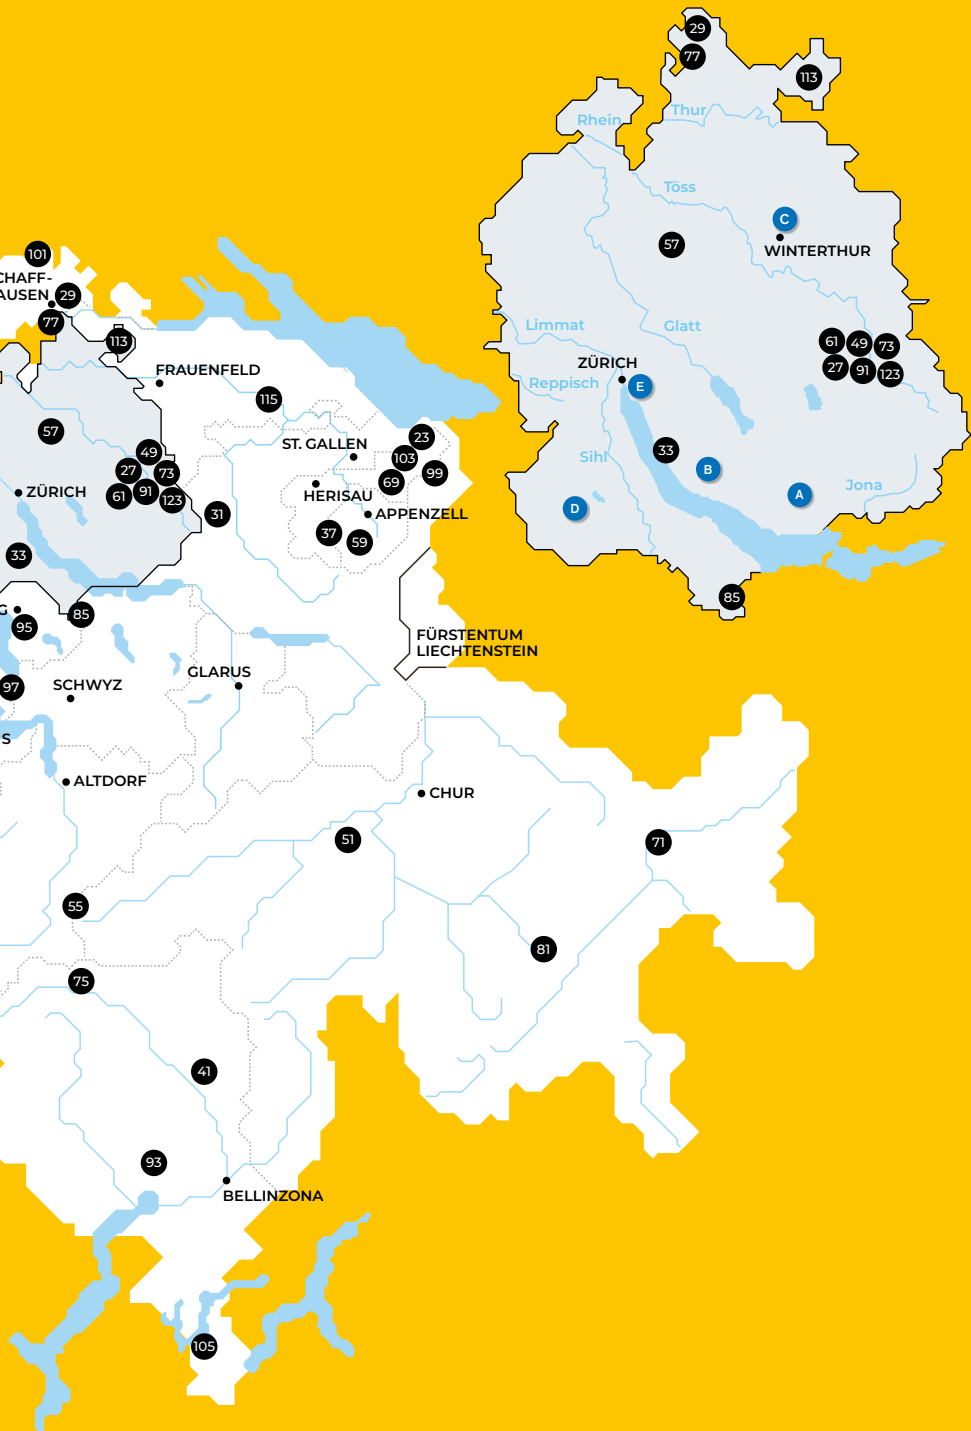 29
77
113
Rhein
Thur
Töss
C
WINTERTHUR
57
Limmat
Glatt
61
49
73
27
91
123
ZÜRICH
E
Reppisch
33
Sihl
B
A
Jona
D
85
101
CHAFF-
AUSEN
29
77
113
FRAUENFELD
115
57
23
ST. GALLEN
49
103
27
73
99
69
ZÜRICH
61
91
123
HERISAU
31
APPENZELL
37
59
33
G
95
85
FÜRSTENTUM
LIECHTENSTEIN
GLARUS
97
SCHWYZ
S
ALTDORF
CHUR
51
71
55
81
75
41
93
BELLINZONA
105